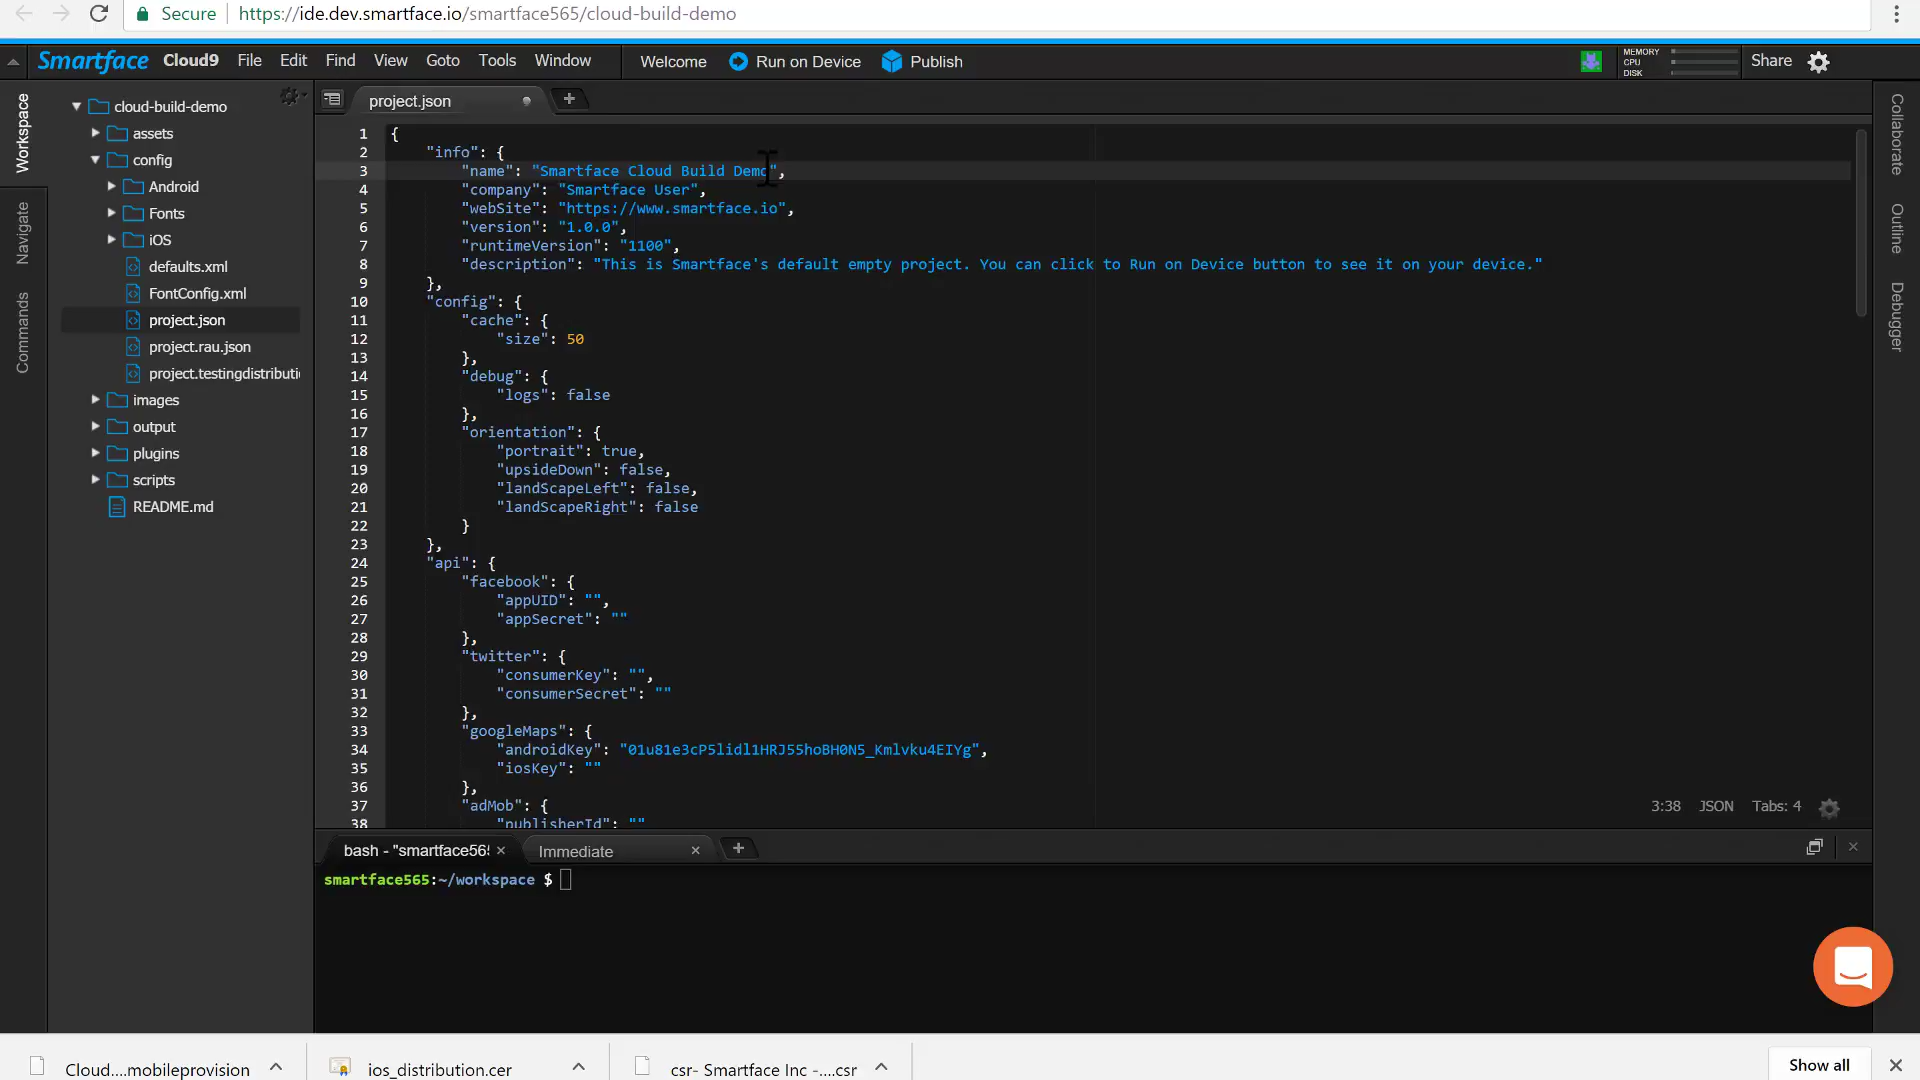 Secure https://ide.dev.smartface.io/smartface565/cloud-build-demo
Smartface Cloud9 File Edit Find View Goto Tools Window Welcome Run on Device Publish MEMORY CPU DISK Share
Workspace
Navigate
Commands
cloud-build-demo
assets
config
Android
Fonts
iOS
defaults.xml
FontConfig.xml
project.json
project.rau.json
project.testingdistributi
images
output
plugins
scripts
README.md
project.json
1 {
2 "info": {
3 "name": "Smartface Cloud Build Demo",
4 "company": "Smartface User",
5 "webSite": "https://www.smartface.io",
6 "version": "1.0.0",
7 "runtimeVersion": "1100",
8 "description": "This is Smartface's default empty project. You can click to Run on Device button to see it on your device."
9 },
10 "config": {
11 "cache": {
12 "size": 50
13 },
14 "debug": {
15 "logs": false
16 },
17 "orientation": {
18 "portrait": true,
19 "upsideDown": false,
20 "landScapeLeft": false,
21 "landScapeRight": false
22 }
23 },
24 "api": {
25 "facebook": {
26 "appUID": "",
27 "appSecret": ""
28 },
29 "twitter": {
30 "consumerKey": "",
31 "consumerSecret": ""
32 },
33 "googleMaps": {
34 "androidKey": "01u81e3cP5lidl1HRJ55hoBH0N5_Kmlvku4EIYg",
35 "iosKey": ""
36 },
37 "adMob": {
38 "publisherId": ""
3:38 JSON Tabs: 4
Collaborate
Outline
Debugger
bash - "smartface565 Immediate
smartface565:~/workspace $
Cloud....mobileprovision ios_distribution.cer csr- Smartface Inc -....csr Show all